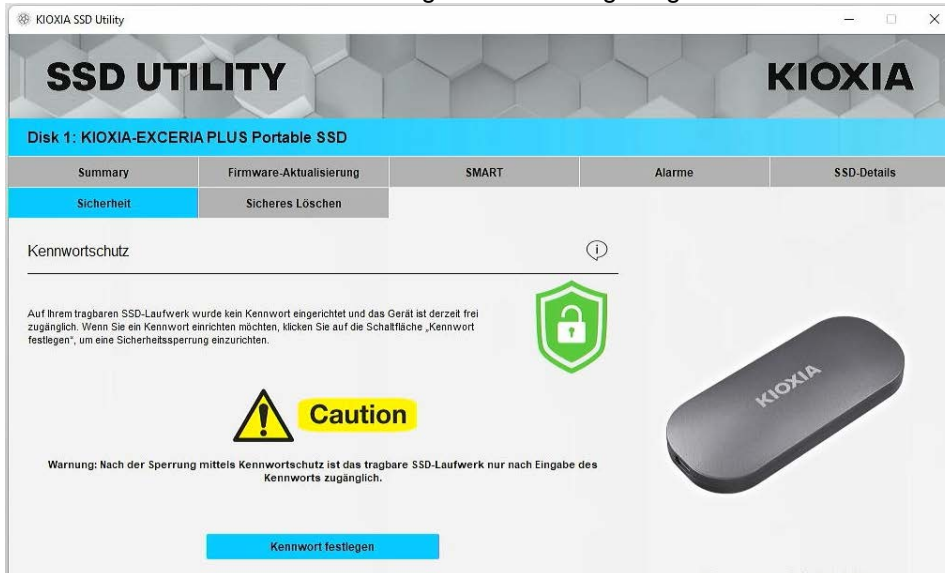 KIOXIA SSD Utility
SSD UTILITY
KIOXIA
Disk 1: KIOXIA-EXCERIA PLUS Portable SSD
Summary
Firmware-Aktualisierung
SMART
Alarme
SSD-Details
Sicherheit
Sicheres Löschen
Kennwortschutz
Auf Ihrem tragbaren SSD-Laufwerk wurde kein Kennwort eingerichtet und das Gerät ist derzeit frei
zugänglich. Wenn Sie ein Kennwort einrichten möchten, klicken Sie auf die Schaltfläche „Kennwort
festlegen“, um eine Sicherheitssperrung einzurichten.
Caution
Warnung: Nach der Sperrung mittels Kennwortschutz ist das tragbare SSD-Laufwerk nur nach Eingabe des
Kennworts zugänglich.
Kennwort festlegen
KIOXIA